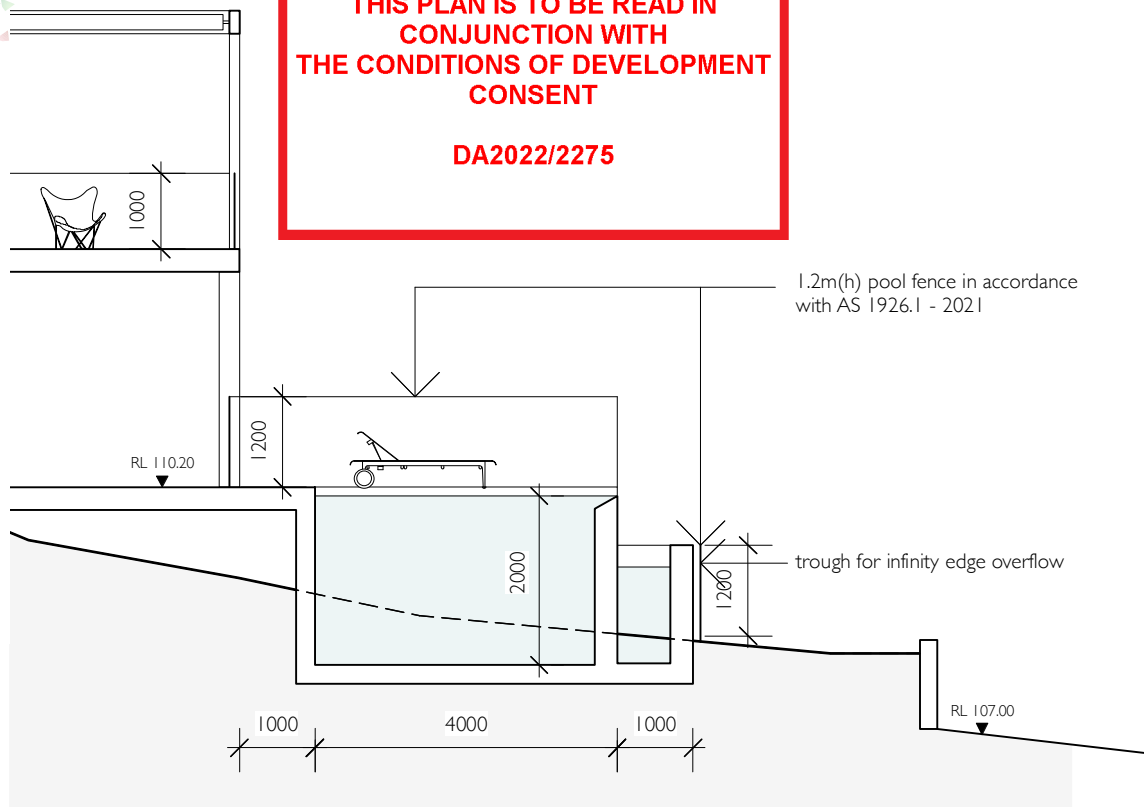 THIS PLAN IS TO BE READ IN
CONJUNCTION WITH
THE CONDITIONS OF DEVELOPMENT
CONSENT
DA2022/2275
1000
1.2m(h) pool fence in accordance
with AS 1926.1 - 2021
1200
RL 110.20
2000
trough for infinity edge overflow
1200
RL 107.00
1000
4000
1000